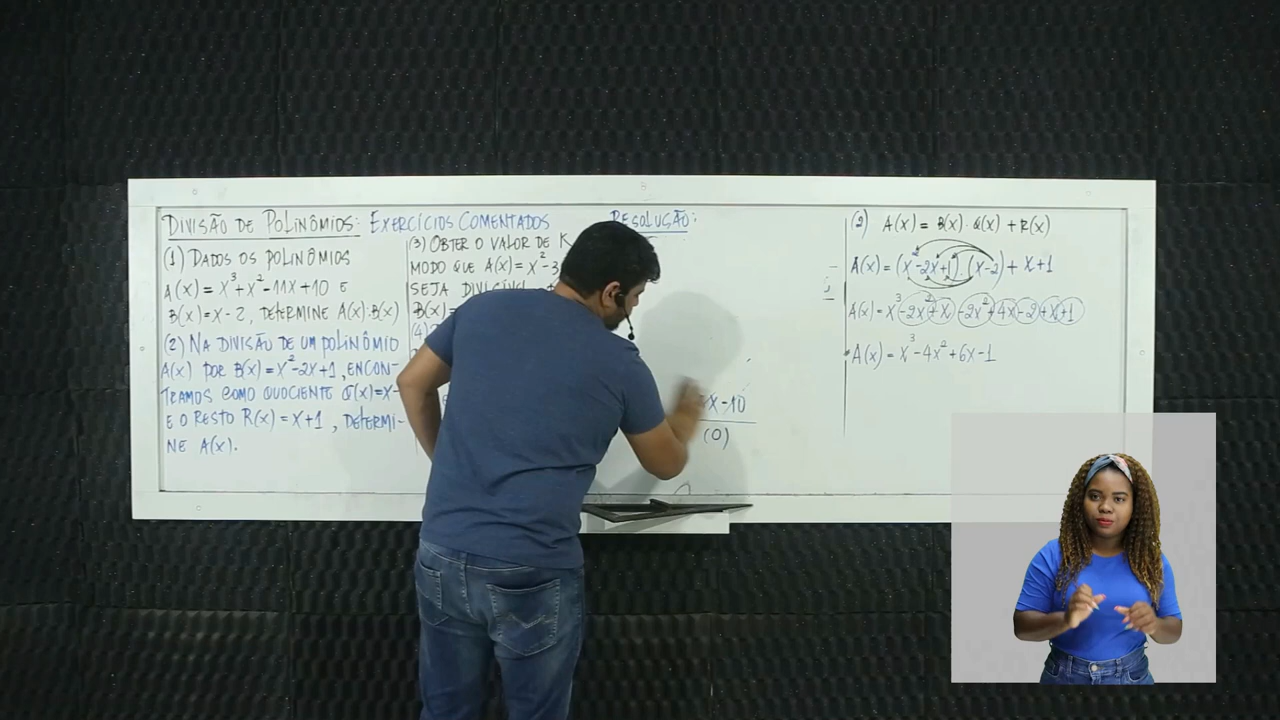 DIVISÃO DE POLINÔMIOS: EXERCÍCIOS COMENTADOS
(1) DADOS OS POLINÔMIOS
A(x) = x³+x²-11x+10 E
B(x) = x-2, DETERMINE A(x):B(x)
(2) NA DIVISÃO DE UM POLINÔMIO
A(x) POR B(x) = x²-2x+1, ENCON-
TRAMOS COMO QUOCIENTE Q(x)=x-
E O RESTO R(x) = x+1, DETERMI-
NE A(x).
(3) OBTER O VALOR DE K
MODO QUE A(x) = x²-3
SEJA
B(x)=
(4)
RESOLUÇÃO:
x-10
(0)
(2) A(x) = B(x)·Q(x)+R(x)
A(x) = (x²-2x+1)·(x-2)+x+1
A(x) = x³-2x²+x-2x²+4x-2+x+1
A(x) = x³-4x²+6x-1